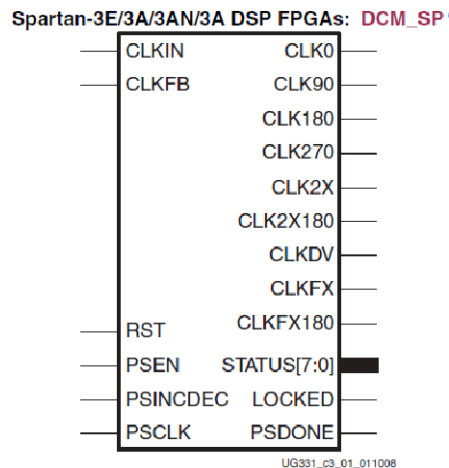 Spartan-3E/3A/3AN/3A DSP FPGAs: DCM_SP
CLKIN CLK0
CLKFB CLK90
CLK180
CLK270
CLK2X
CLK2X180
CLKDV
CLKFX
RST CLKFX180
PSEN STATUS[7:0]
PSINCDEC LOCKED
PSCLK PSDONE
UG331_c3_01_011008